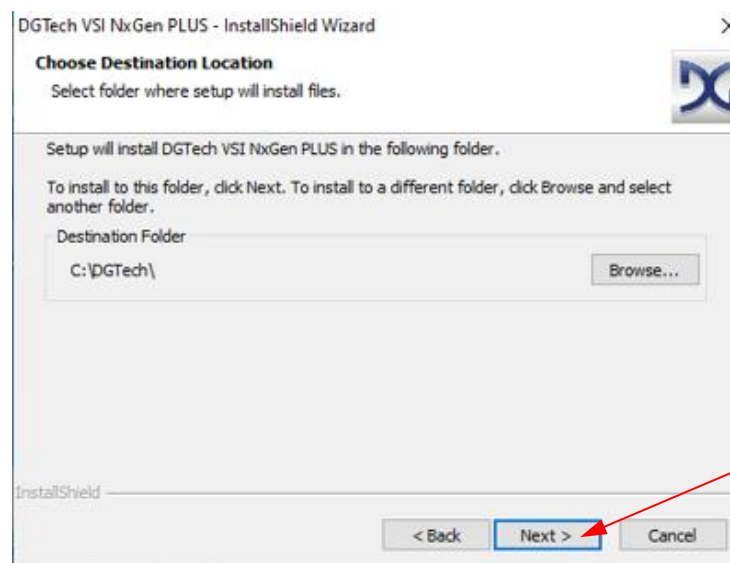 DGTech VSI NxGen PLUS - InstallShield Wizard
Choose Destination Location
Select folder where setup will install files.
DG
Setup will install DGTech VSI NxGen PLUS in the following folder.
To install to this folder, click Next. To install to a different folder, click Browse and select
another folder.
Destination Folder
C:\DGTech\
Browse...
InstallShield
< Back
Next >
Cancel